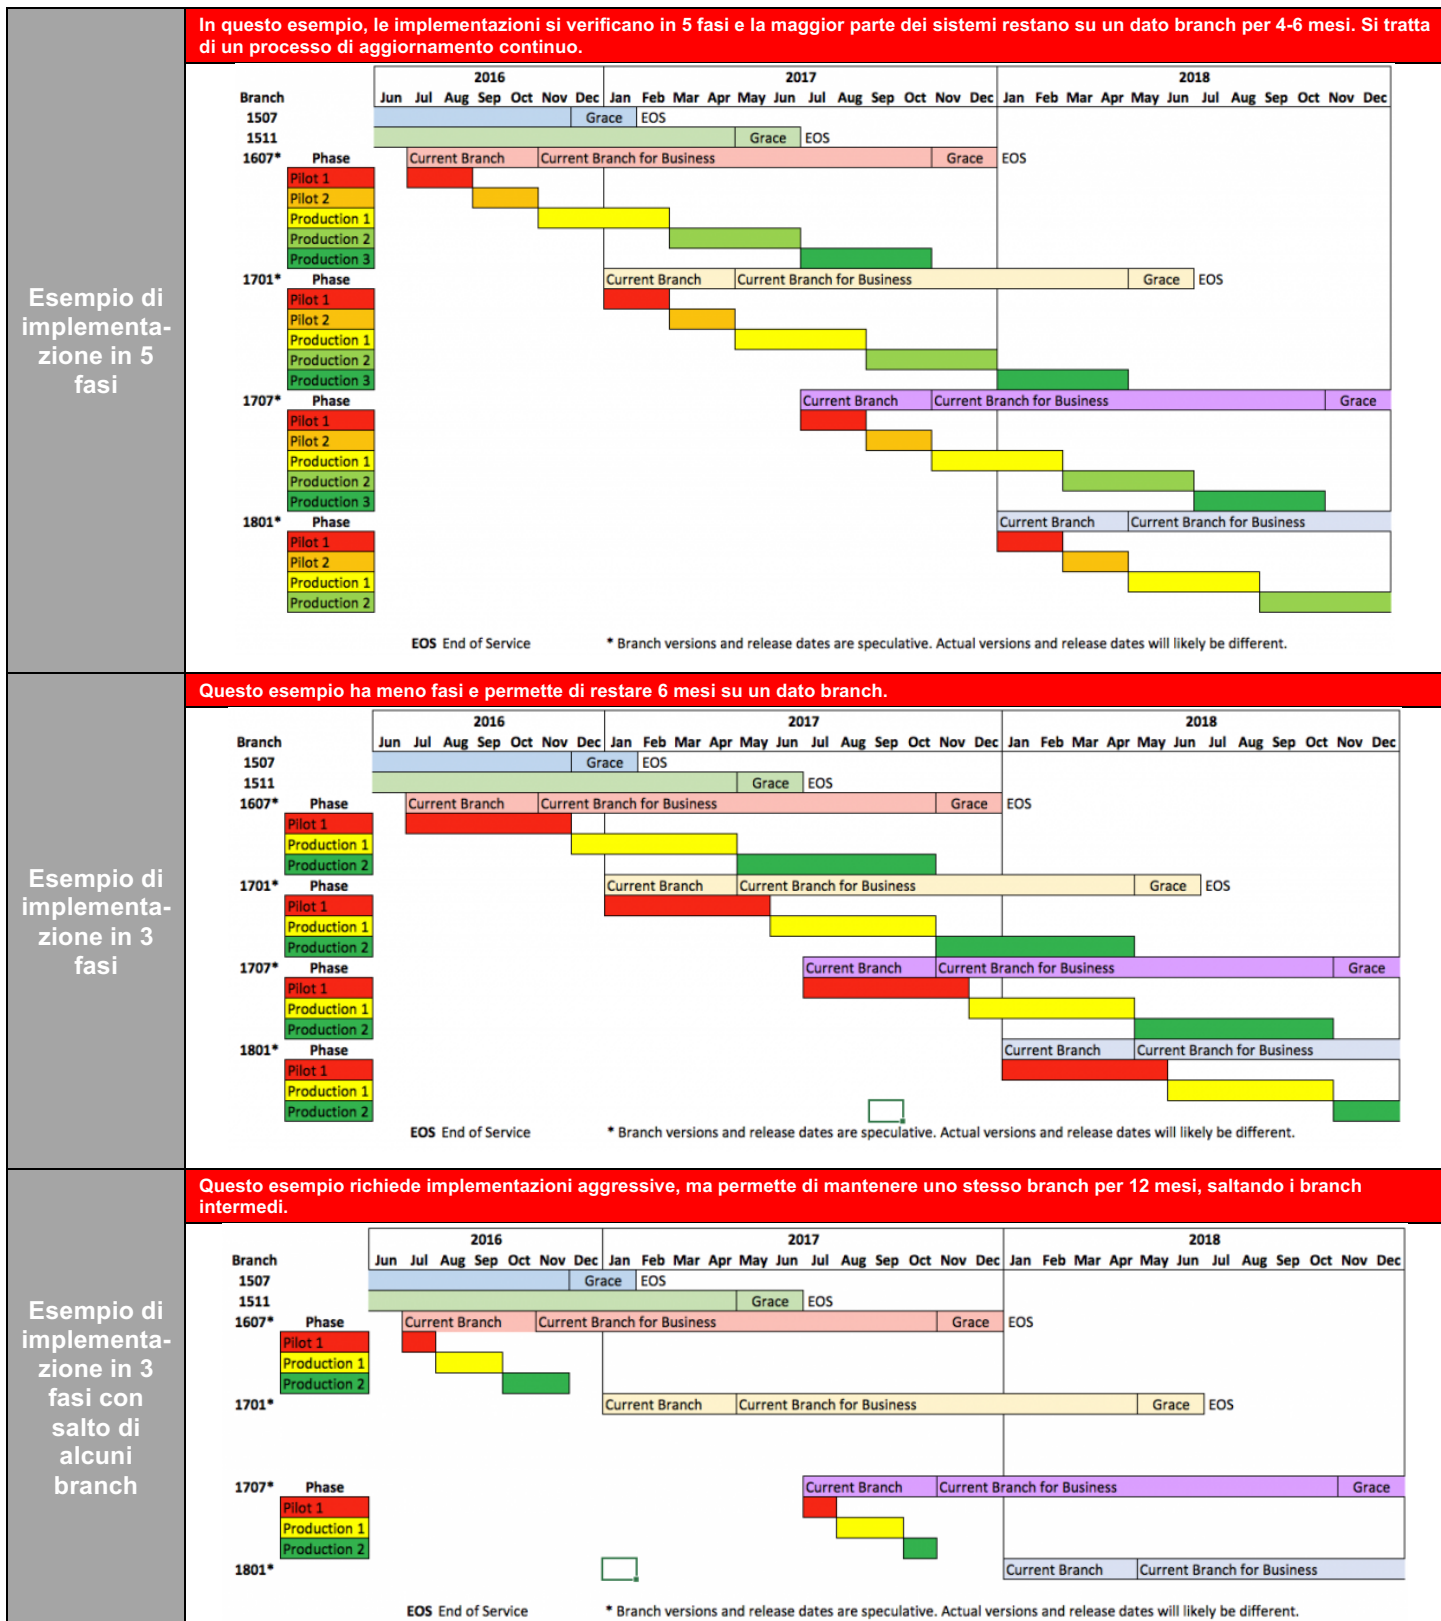 Esempio di
implementa-
zione in 5
fasi
In questo esempio, le implementazioni si verificano in 5 fasi e la maggior parte dei sistemi restano su un dato branch per 4-6 mesi. Si tratta
di un processo di aggiornamento continuo.
2016 2017 2018
Branch Jun Jul Aug Sep Oct Nov Dec Jan Feb Mar Apr May Jun Jul Aug Sep Oct Nov Dec Jan Feb Mar Apr May Jun Jul Aug Sep Oct Nov Dec
1507 Grace EOS
1511 Grace EOS
1607* Phase Current Branch Current Branch for Business Grace EOS
Pilot 1
Pilot 2
Production 1
Production 2
Production 3
1701* Phase Current Branch Current Branch for Business Grace EOS
Pilot 1
Pilot 2
Production 1
Production 2
Production 3
1707* Phase Current Branch Current Branch for Business Grace
Pilot 1
Pilot 2
Production 1
Production 2
Production 3
1801* Phase Current Branch Current Branch for Business
Pilot 1
Pilot 2
Production 1
Production 2
EOS End of Service * Branch versions and release dates are speculative. Actual versions and release dates will likely be different.
Esempio di
implementa-
zione in 3
fasi
Questo esempio ha meno fasi e permette di restare 6 mesi su un dato branch.
2016 2017 2018
Branch Jun Jul Aug Sep Oct Nov Dec Jan Feb Mar Apr May Jun Jul Aug Sep Oct Nov Dec Jan Feb Mar Apr May Jun Jul Aug Sep Oct Nov Dec
1507 Grace EOS
1511 Grace EOS
1607* Phase Current Branch Current Branch for Business Grace EOS
Pilot 1
Production 1
Production 2
1701* Phase Current Branch Current Branch for Business Grace EOS
Pilot 1
Production 1
Production 2
1707* Phase Current Branch Current Branch for Business Grace
Pilot 1
Production 1
Production 2
1801* Phase Current Branch Current Branch for Business
Pilot 1
Production 1
Production 2
EOS End of Service * Branch versions and release dates are speculative. Actual versions and release dates will likely be different.
Esempio di
implementa-
zione in 3
fasi con
salto di
alcuni
branch
Questo esempio richiede implementazioni aggressive, ma permette di mantenere uno stesso branch per 12 mesi, saltando i branch
intermedi.
2016 2017 2018
Branch Jun Jul Aug Sep Oct Nov Dec Jan Feb Mar Apr May Jun Jul Aug Sep Oct Nov Dec Jan Feb Mar Apr May Jun Jul Aug Sep Oct Nov Dec
1507 Grace EOS
1511 Grace EOS
1607* Phase Current Branch Current Branch for Business Grace EOS
Pilot 1
Production 1
Production 2
1701* Current Branch Current Branch for Business Grace EOS
1707* Phase Current Branch Current Branch for Business Grace
Pilot 1
Production 1
Production 2
1801* Current Branch Current Branch for Business
EOS End of Service * Branch versions and release dates are speculative. Actual versions and release dates will likely be different.